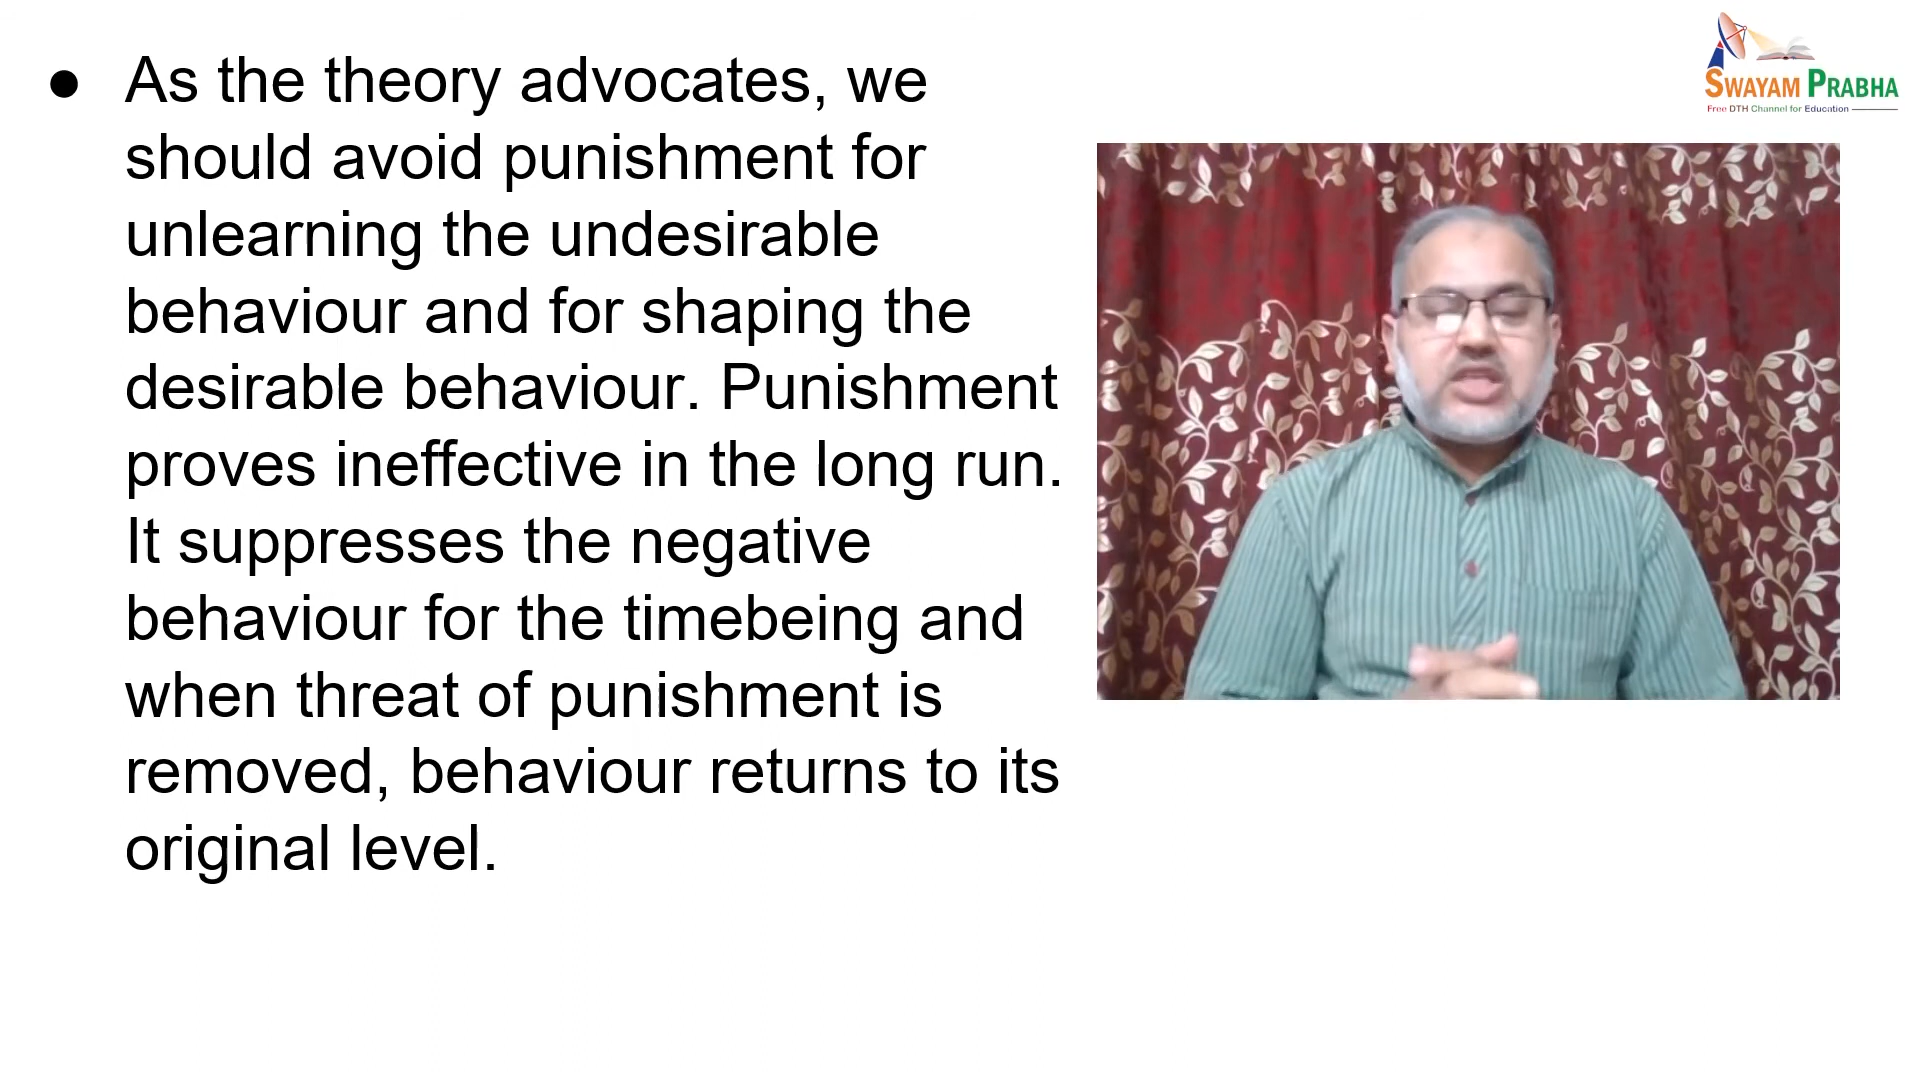 ● As the theory advocates, we
should avoid punishment for
unlearning the undesirable
behaviour and for shaping the
desirable behaviour. Punishment
proves ineffective in the long run.
It suppresses the negative
behaviour for the timebeing and
when threat of punishment is
removed, behaviour returns to its
original level.
SWAYAM PRABHA
Free DTH Channel for Education